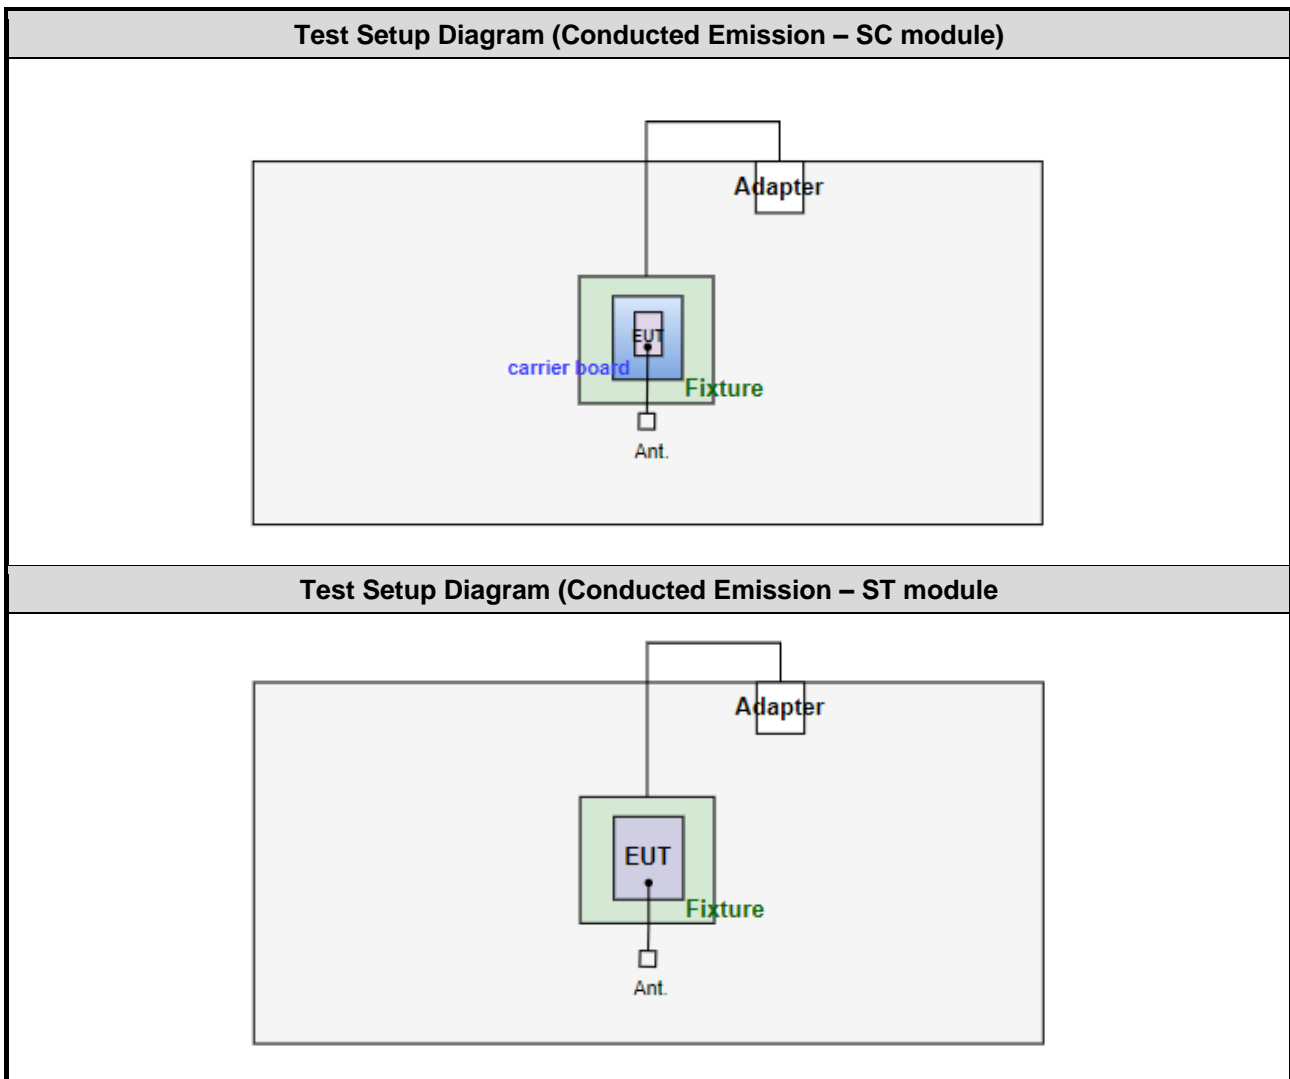 Test Setup Diagram (Conducted Emission – SC module)
Adapter
EUT
carrier board
Fixture
Ant.
Test Setup Diagram (Conducted Emission – ST module
Adapter
EUT
Fixture
Ant.